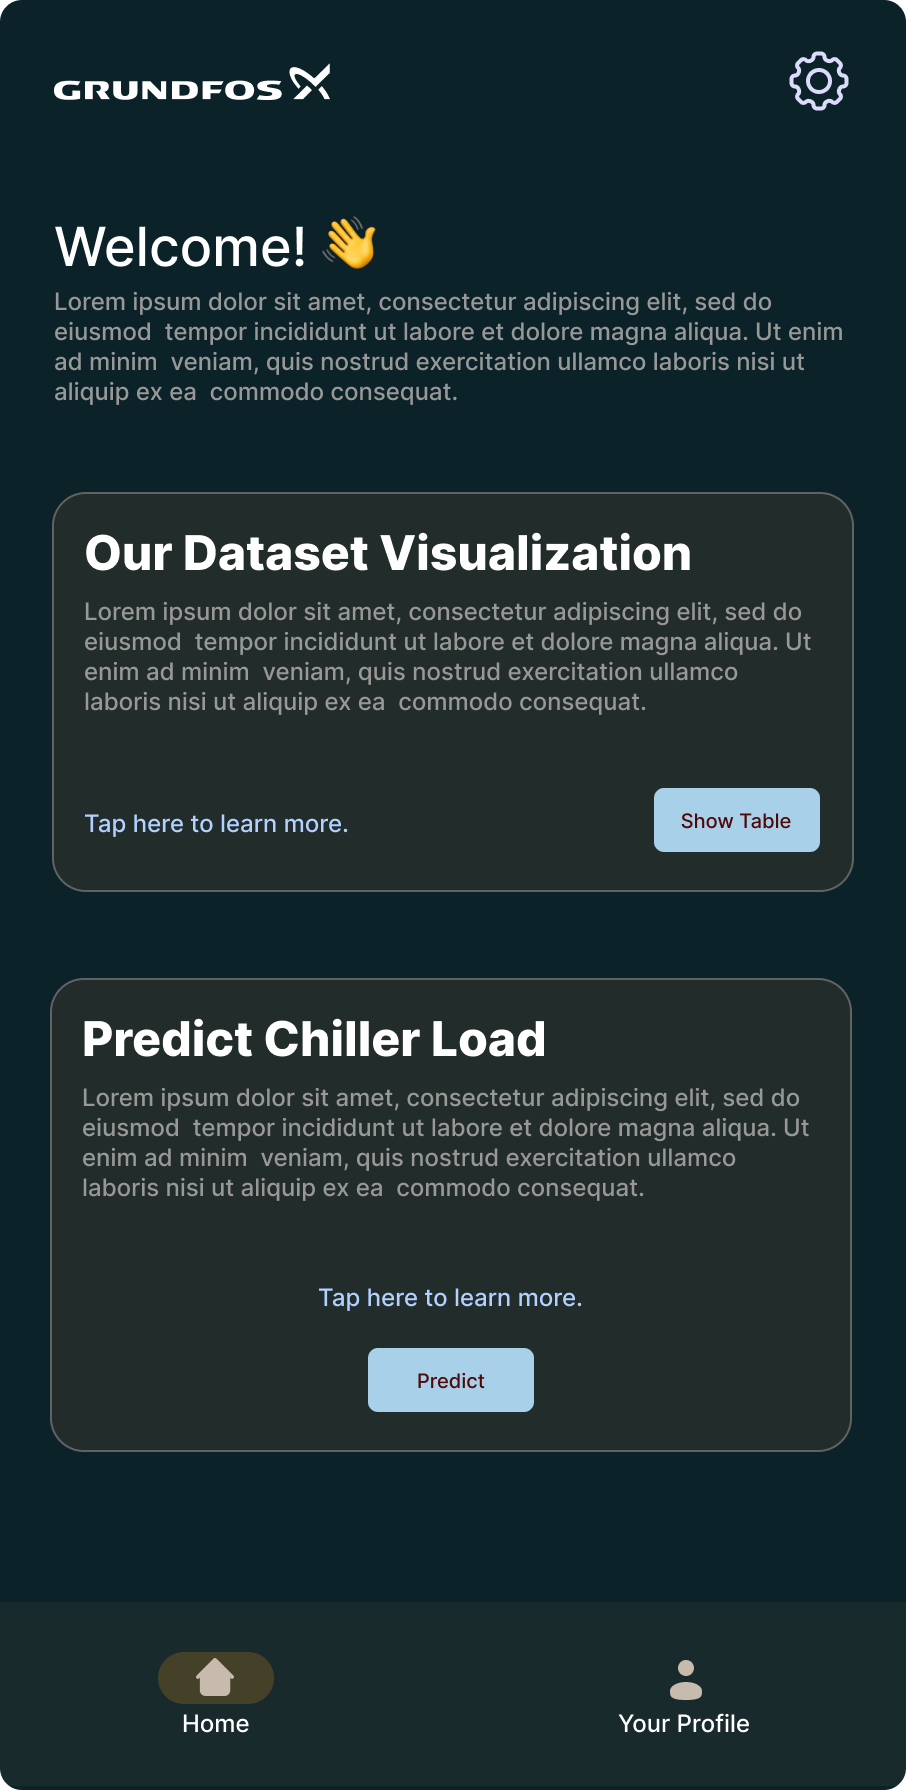 GRUNDFOS
Welcome! 👋
Lorem ipsum dolor sit amet, consectetur adipiscing elit, sed do
eiusmod  tempor incididunt ut labore et dolore magna aliqua. Ut enim
ad minim  veniam, quis nostrud exercitation ullamco laboris nisi ut
aliquip ex ea  commodo consequat.
Our Dataset Visualization
Lorem ipsum dolor sit amet, consectetur adipiscing elit, sed do
eiusmod  tempor incididunt ut labore et dolore magna aliqua. Ut
enim ad minim  veniam, quis nostrud exercitation ullamco
laboris nisi ut aliquip ex ea  commodo consequat.
Tap here to learn more.
Show Table
Predict Chiller Load
Lorem ipsum dolor sit amet, consectetur adipiscing elit, sed do
eiusmod  tempor incididunt ut labore et dolore magna aliqua. Ut
enim ad minim  veniam, quis nostrud exercitation ullamco
laboris nisi ut aliquip ex ea  commodo consequat.
Tap here to learn more.
Predict
Home
Your Profile